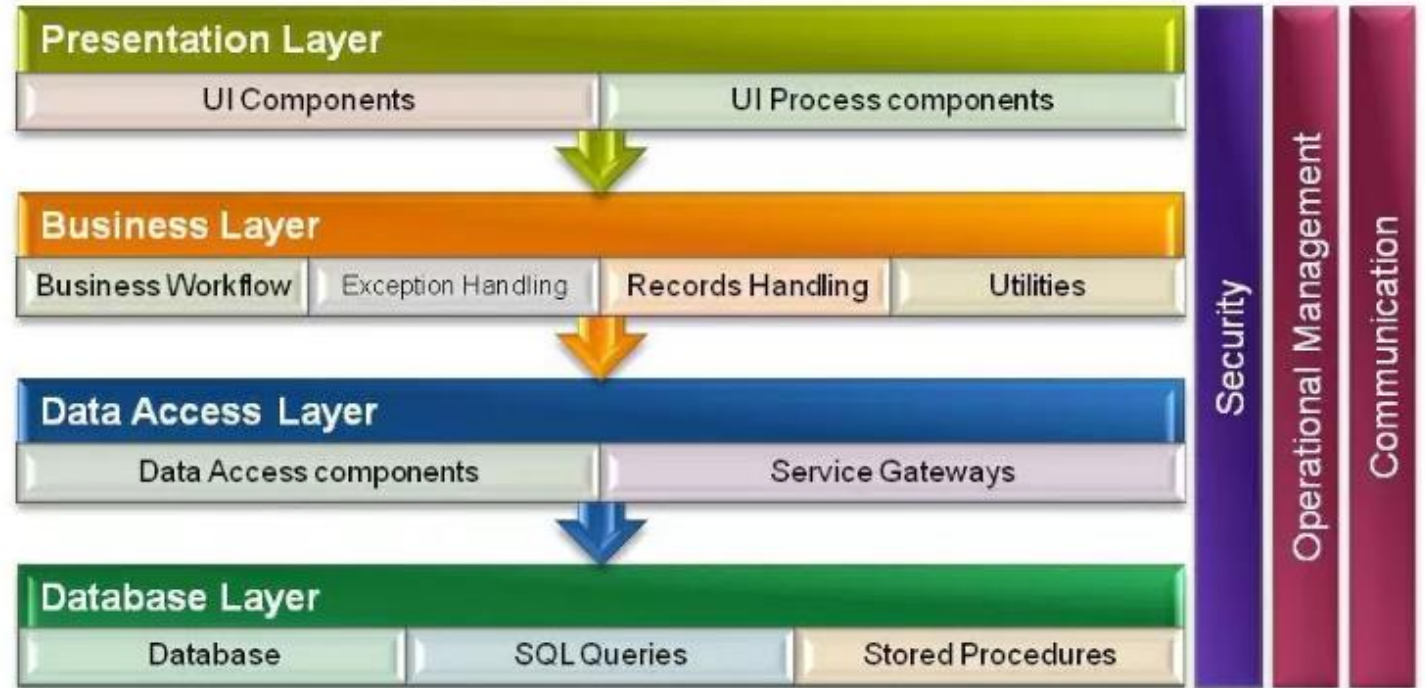 Presentation Layer
UI Components
UI Process components
Business Layer
Business Workflow
Exception Handling
Records Handling
Utilities
Data Access Layer
Data Access components
Service Gateways
Database Layer
Database
SQL Queries
Stored Procedures
Security
Operational Management
Communication